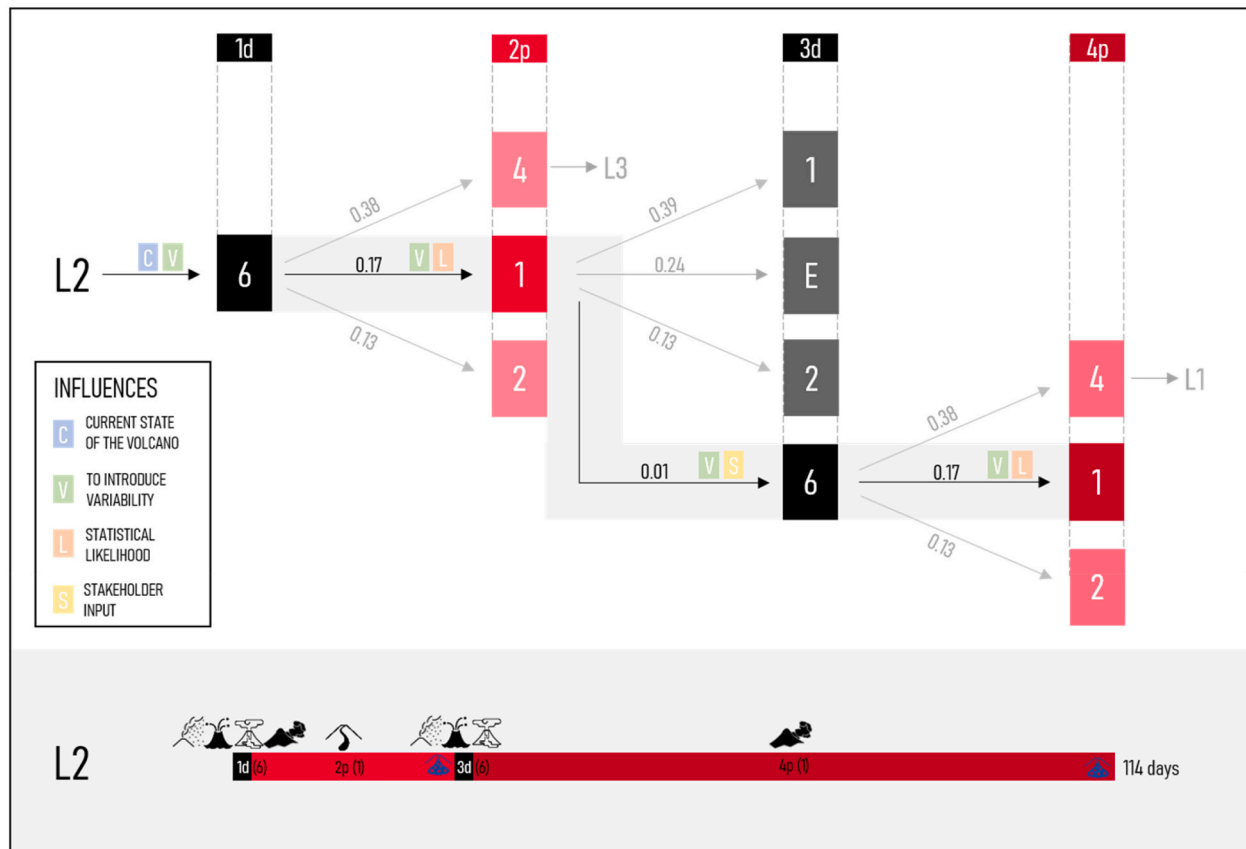 1d 2p 3d 4p
4 L3 1
0.38 0.39
L2 C V 6 0.17 V L 1 0.24 E
0.13 0.13
2 2 4 L1
0.38
0.01 V S 6 0.17 V L 1
0.13
2
INFLUENCES
C CURRENT STATE
OF THE VOLCANO
V TO INTRODUCE
VARIABILITY
L STATISTICAL
LIKELIHOOD
S STAKEHOLDER
INPUT
L2 1d (6) 2p (1) 3d (6) 4p (1) 114 days